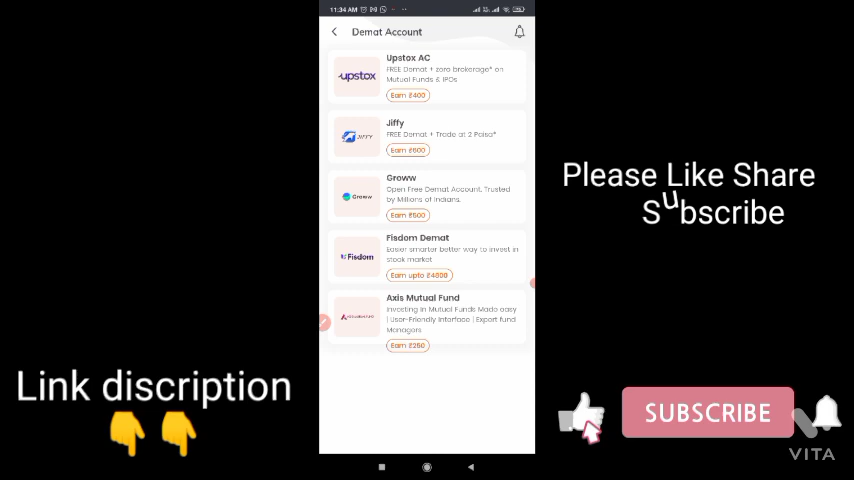 11:34 AM
Demat Account
upstox
Upstox AC
FREE Demat + zero brokerage* on
Mutual Funds & IPOs
Earn ₹400
JIFFY
Jiffy
FREE Demat + Trade at 2 Paisa*
Earn ₹600
Groww
Groww
Open Free Demat Account, Trusted
by Millions of Indians.
Earn ₹500
Fisdom
Fisdom Demat
Easier smarter better way to invest in
stock market
Earn upto ₹4800
Axis Mutual Fund
Investing in Mutual Funds Made easy
| User-Friendly Interface | Expert fund
Managers
Earn ₹250
Please Like Share
Subscribe
Link discription
SUBSCRIBE
VITA